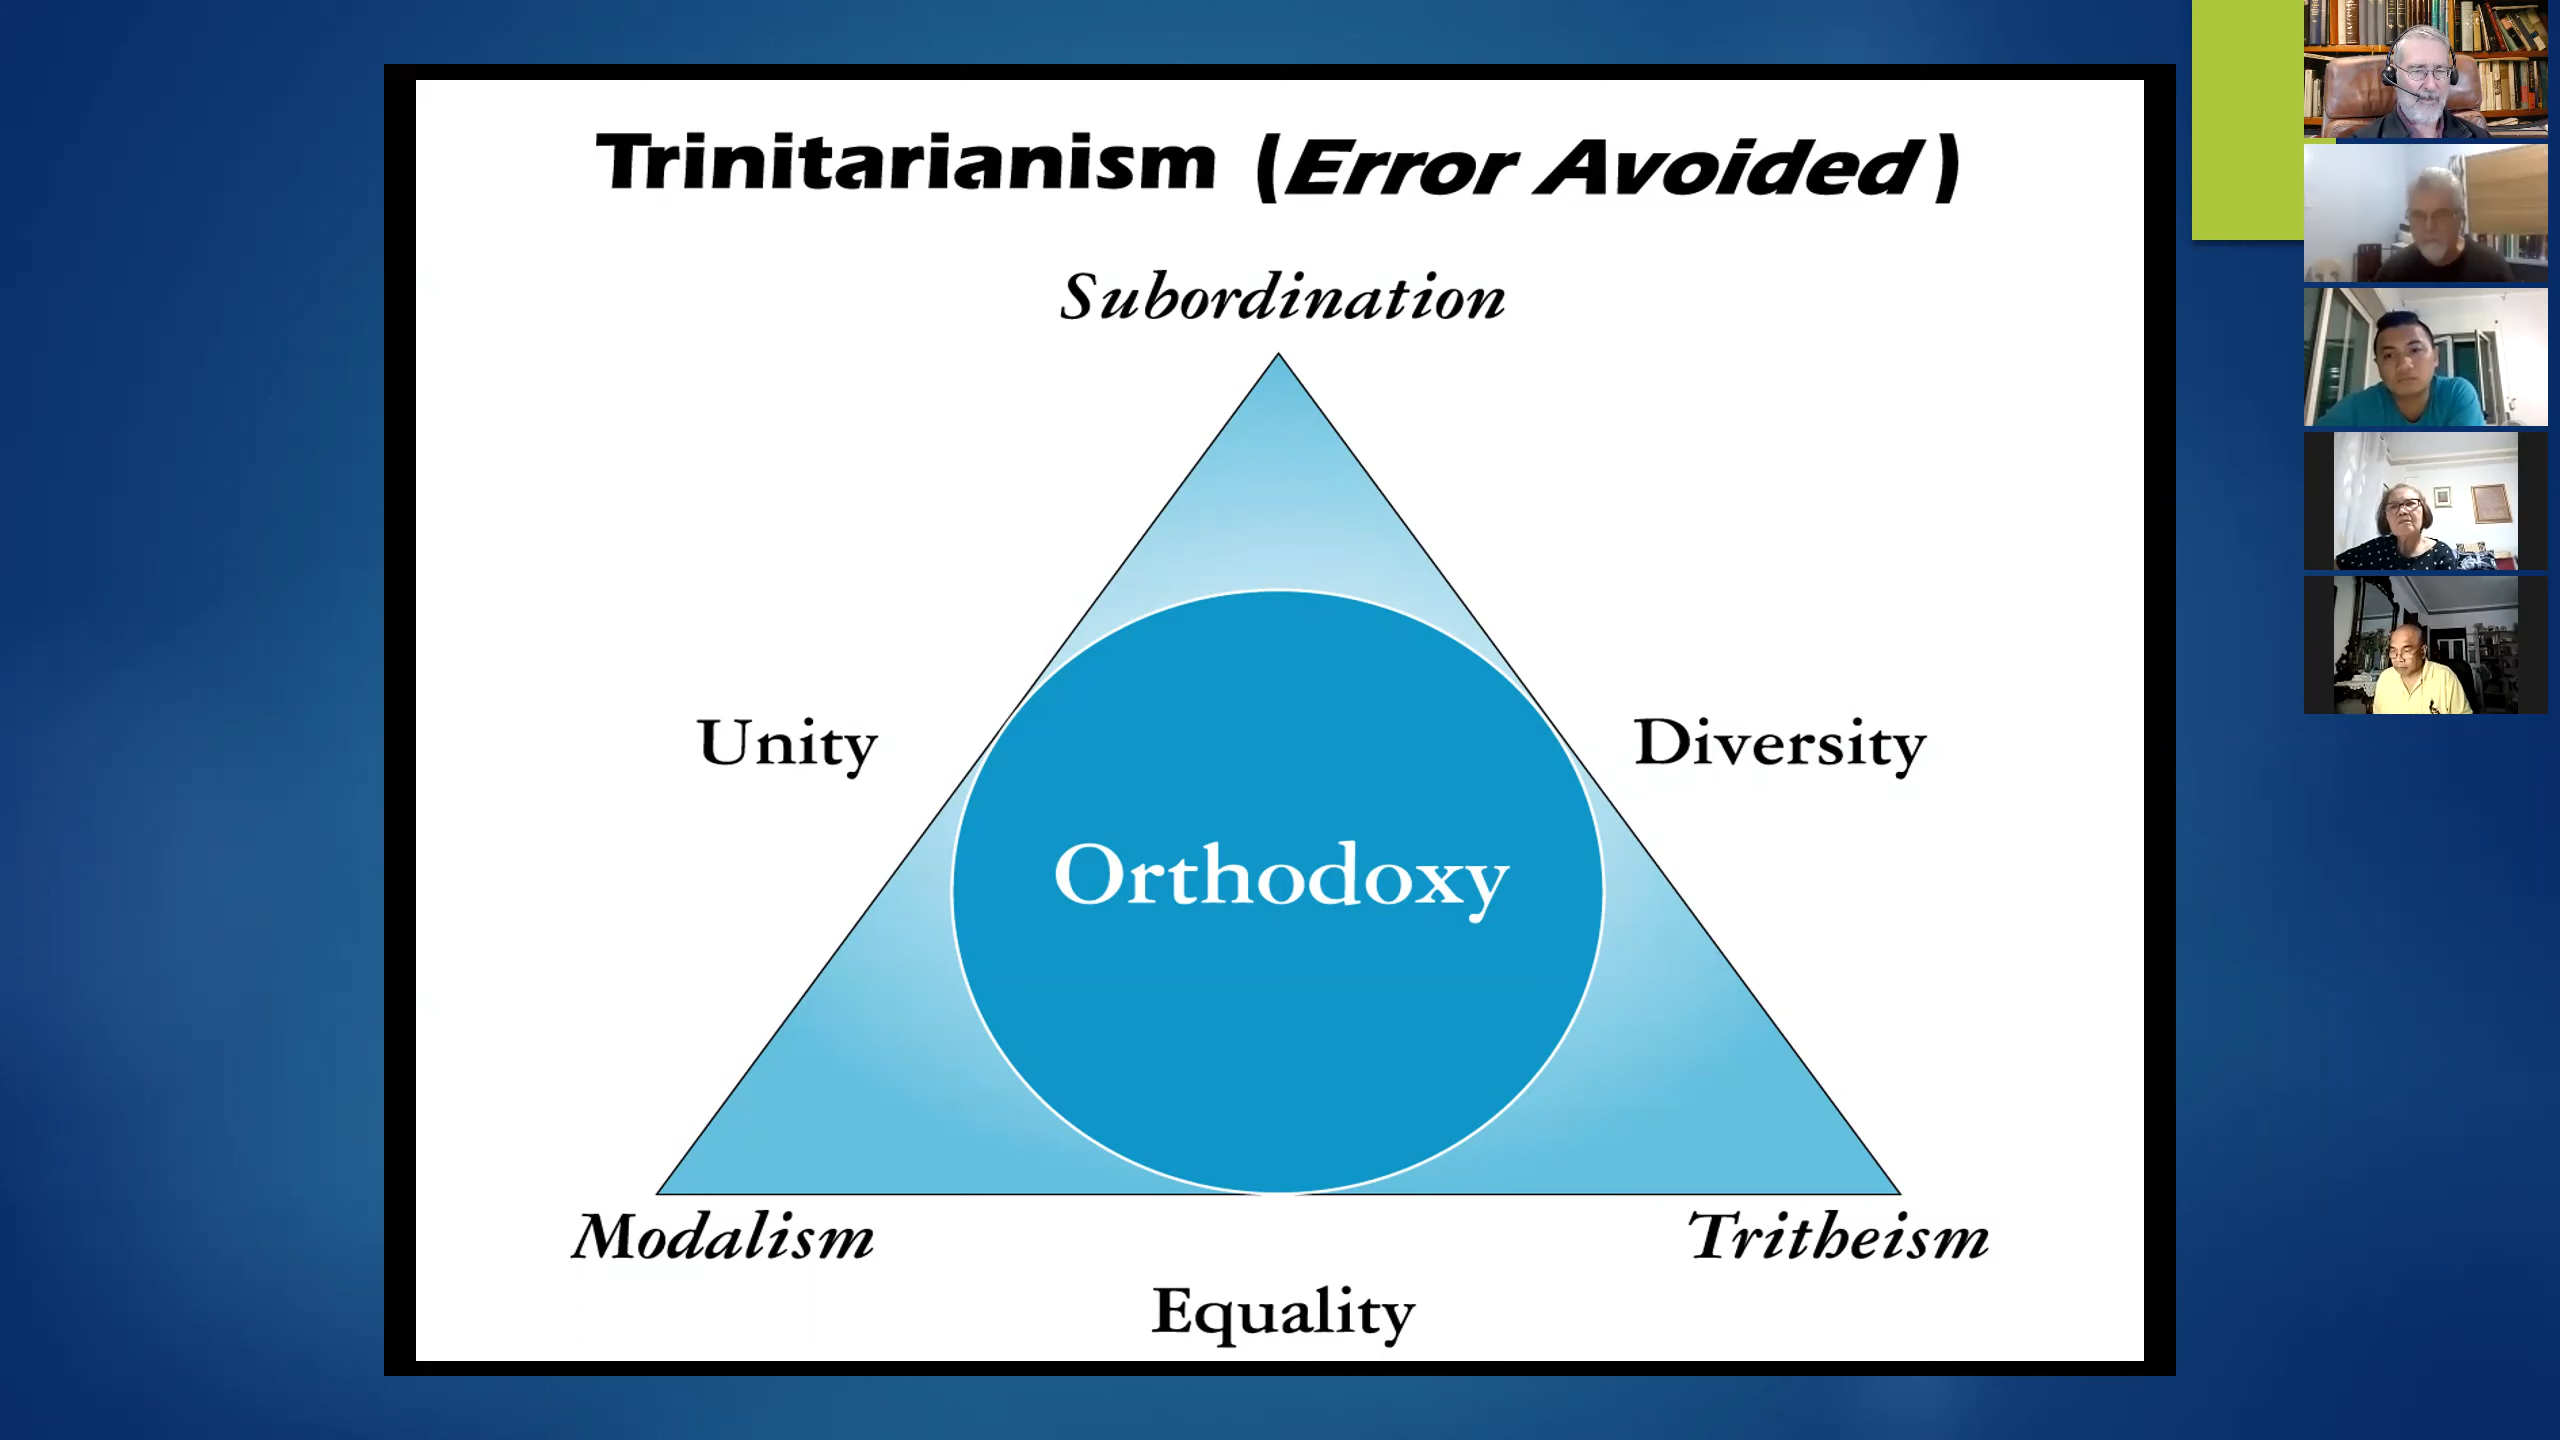 Trinitarianism (Error Avoided)
Subordination
Unity
Diversity
Orthodoxy
Modalism
Tritheism
Equality